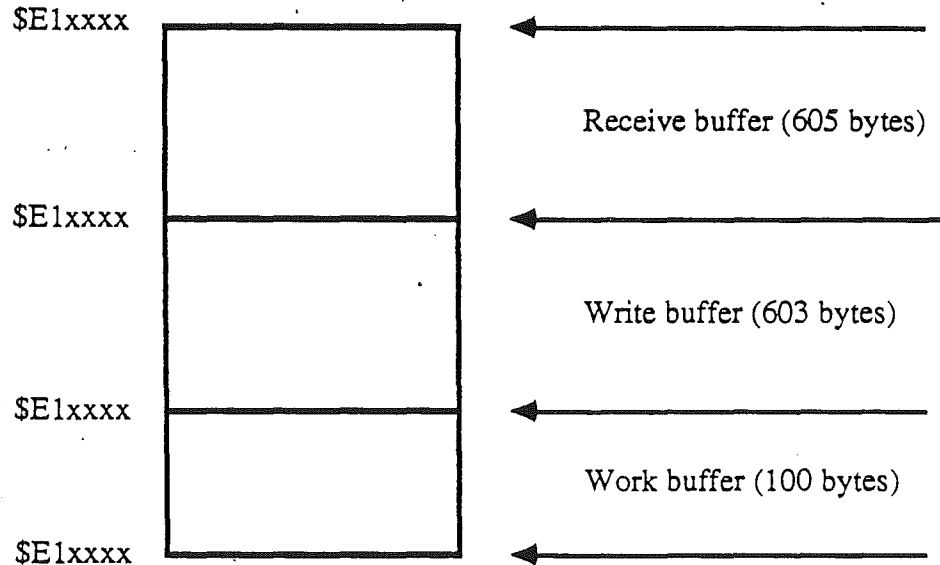 $E1xxxx
Receive buffer (605 bytes)
$E1xxxx
Write buffer (603 bytes)
$E1xxxx
Work buffer (100 bytes)
$E1xxxx